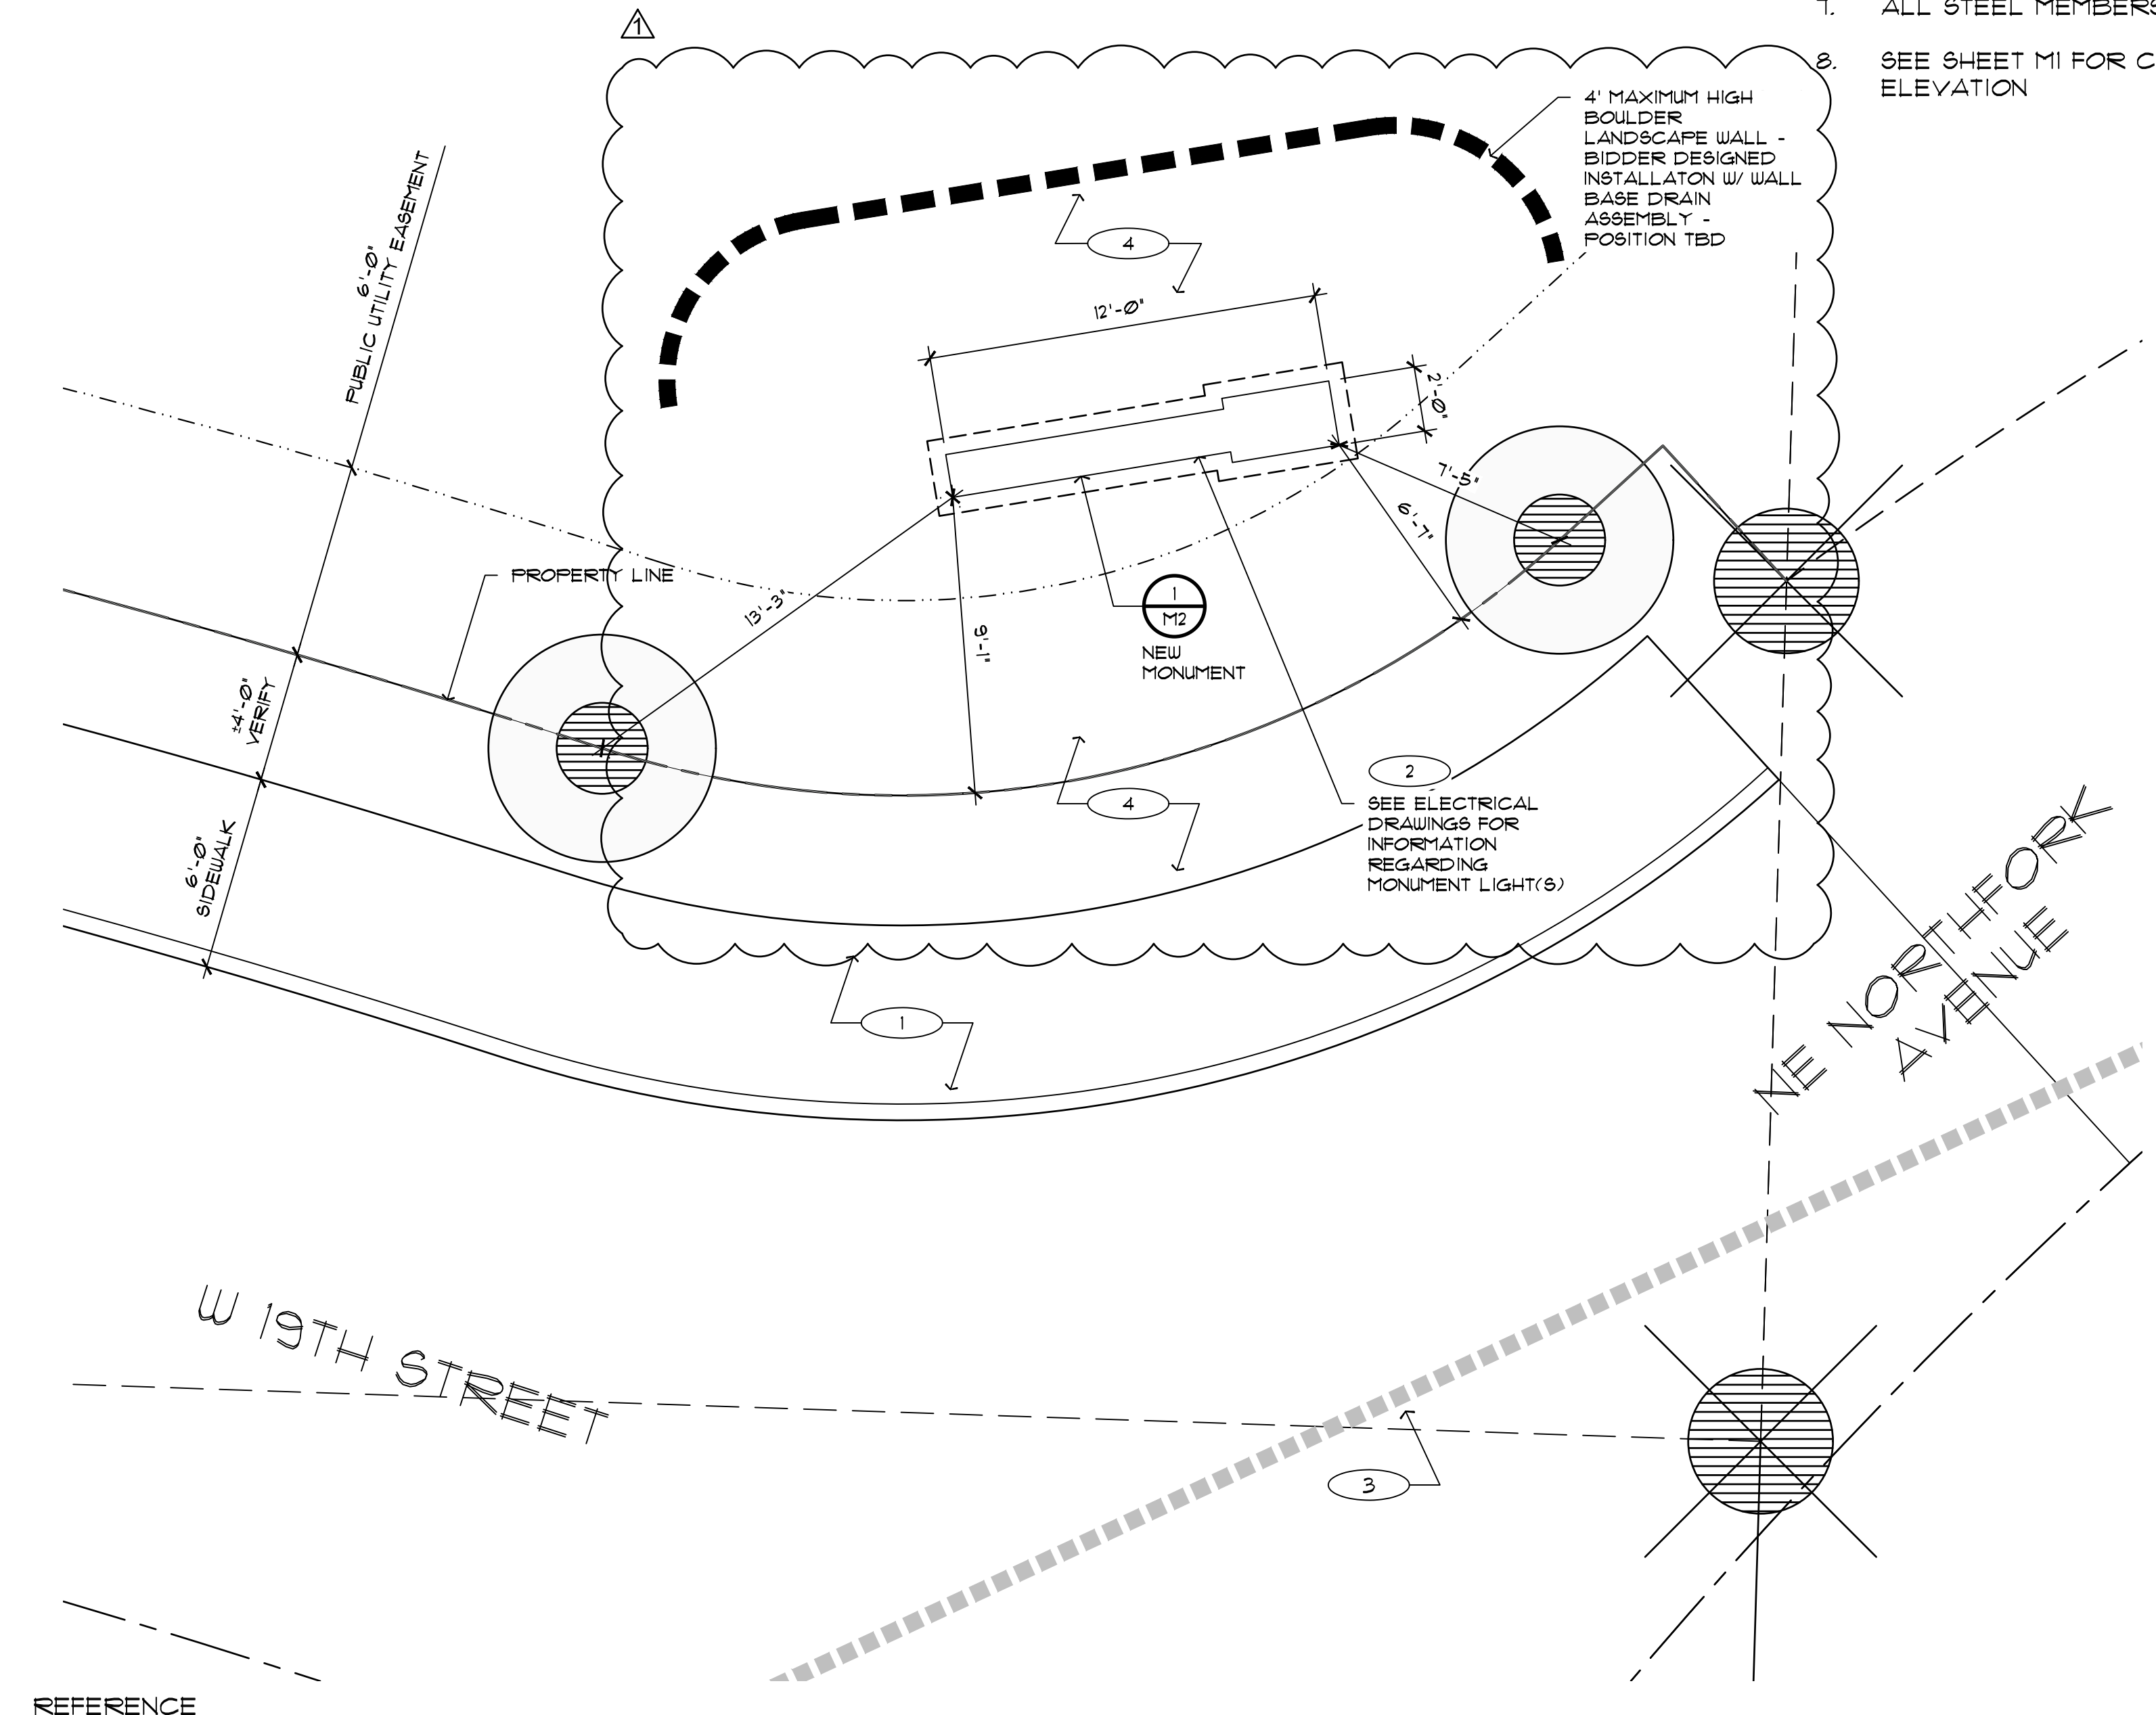 1
7. ALL STEEL MEMBERS
8. SEE SHEET M1 FOR C
ELEVATION
4' MAXIMUM HIGH
BOULDER
LANDSCAPE WALL -
BIDDER DESIGNED
INSTALLATON W/ WALL
BASE DRAIN
ASSEMBLY -
POSITION TBD
6'-0"
PUBLIC UTILITY EASEMENT
4
12'-0"
2'-0"
7'-5"
6'-7"
PROPERTY LINE
13'-3"
9'-1"
1
M2
NEW
MONUMENT
±4'-0"
VERIFY
4
2
SEE ELECTRICAL
DRAWINGS FOR
INFORMATION
REGARDING
MONUMENT LIGHT(S)
6'-0"
SIDEWALK
1
NE NORTH FORK
AVENUE
W 19TH STREET
3
REFERENCE